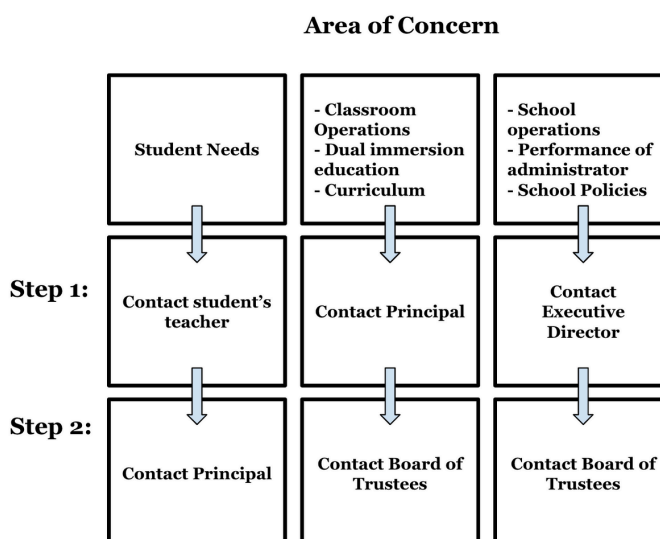 Area of Concern
Student Needs
- Classroom
Operations
- Dual immersion
education
- Curriculum
- School
operations
- Performance of
administrator
- School Policies
Step 1:
Contact student’s
teacher
Contact Principal
Contact
Executive
Director
Step 2:
Contact Principal
Contact Board of
Trustees
Contact Board of
Trustees